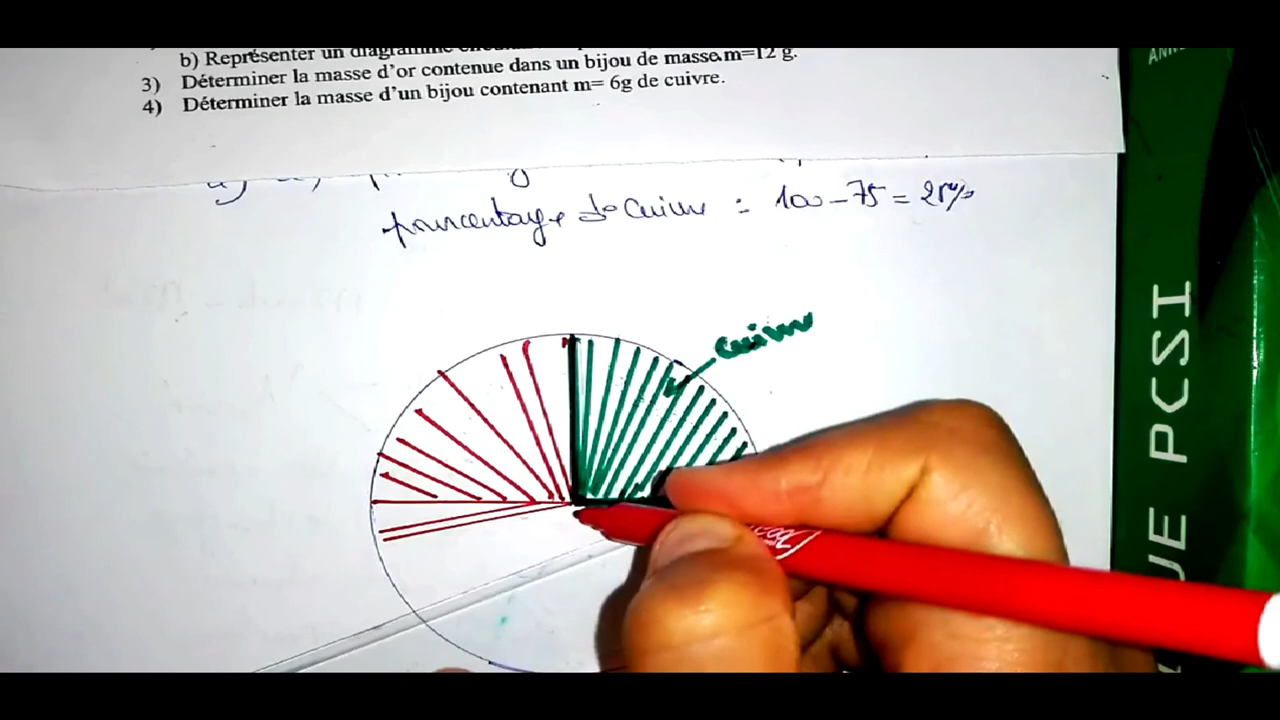 b) Représenter un diagramme
3) Déterminer la masse d'or contenue dans un bijou de masse m=12 g.
4) Déterminer la masse d'un bijou contenant m= 6g de cuivre.
pourcentage de Cuivre : 100 - 75 = 25%
Cuivre
UE PCSI